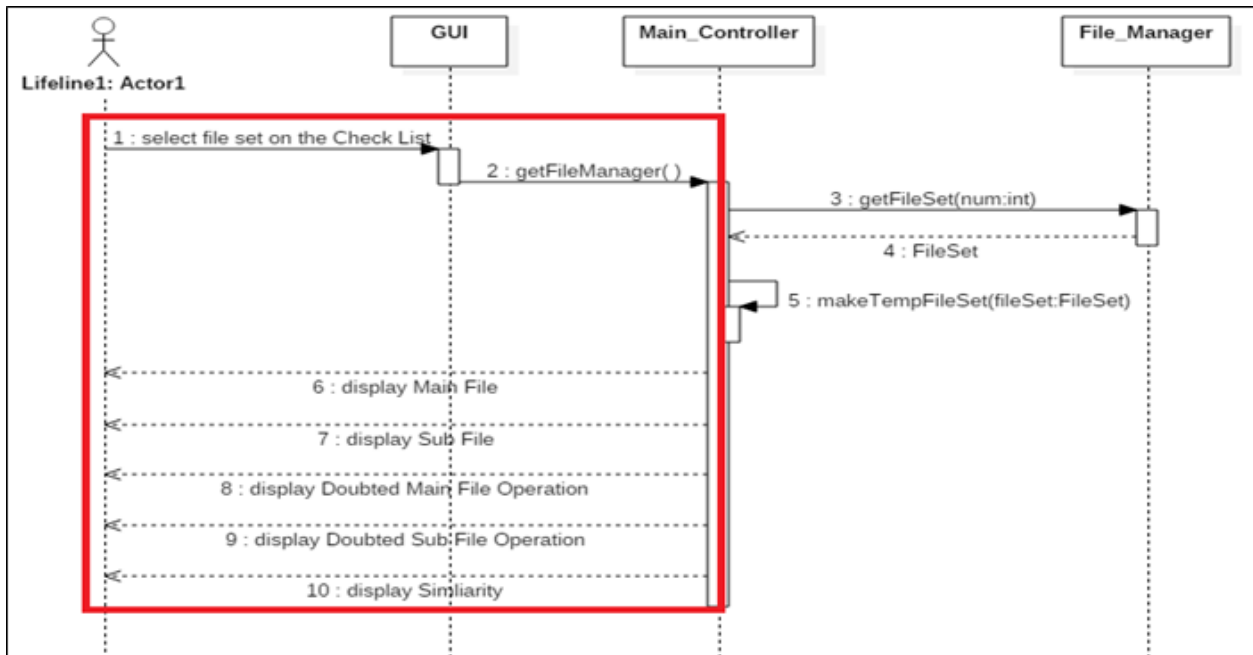 GUI
Main_Controller
File_Manager
Lifeline1: Actor1
1 : select file set on the Check List
2 : getFileManager( )
3 : getFileSet(num:int)
4 : FileSet
5 : makeTempFileSet(fileSet:FileSet)
6 : display Main File
7 : display Sub File
8 : display Doubted Main File Operation
9 : display Doubted Sub File Operation
10 : display Simliarity